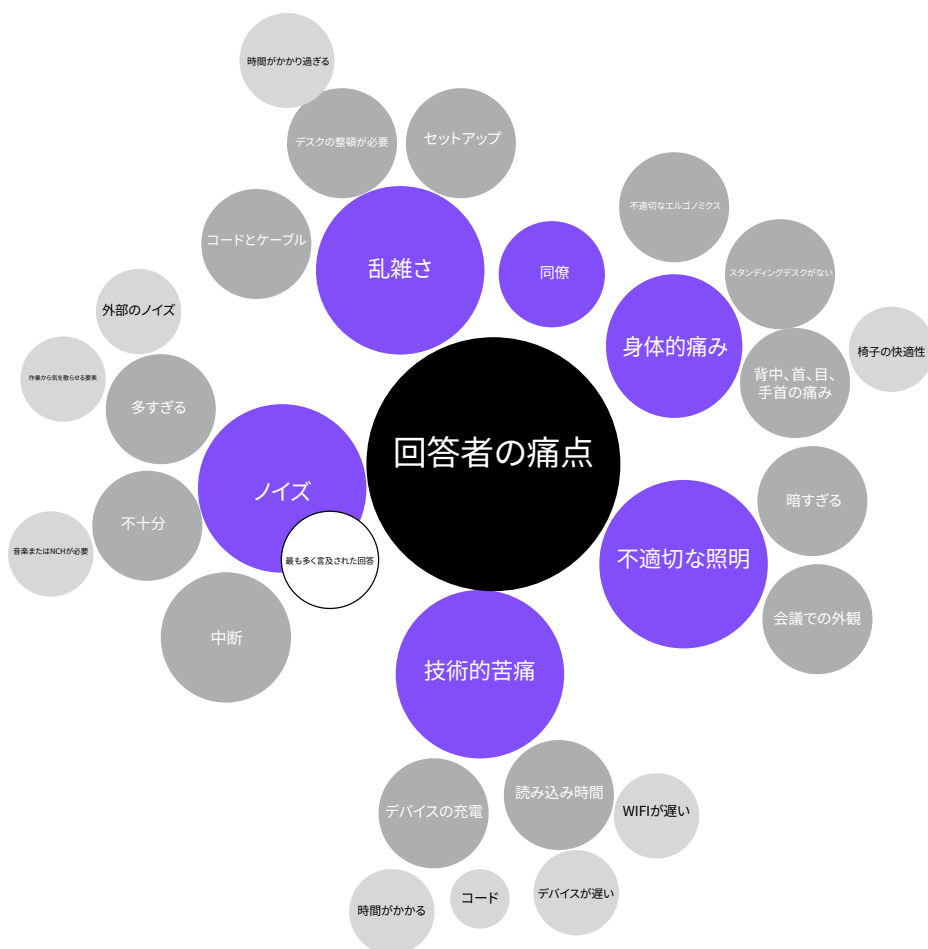 時間がかかり過ぎる
デスクの整頓が必要
セットアップ
コードとケーブル
乱雑さ
同僚
不適切なエルゴノミクス
スタンディングデスクがない
身体的痛み
背中、首、目、
手首の痛み
椅子の快適性
外部のノイズ
作業から気を散らせる要素
多すぎる
回答者の痛点
ノイズ
不十分
音楽またはNCHが必要
最も多く言及された回答
中断
暗すぎる
不適切な照明
会議での外観
技術的苦痛
デバイスの充電
読み込み時間
WIFIが遅い
時間がかかる
コード
デバイスが遅い